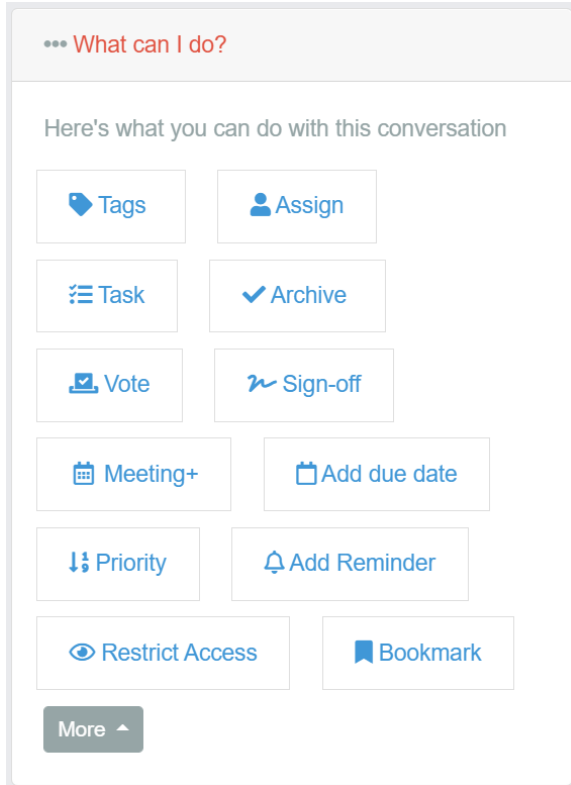 What can I do?
Here's what you can do with this conversation
Tags Assign
Task Archive
Vote Sign-off
Meeting+ Add due date
Priority Add Reminder
Restrict Access Bookmark
More